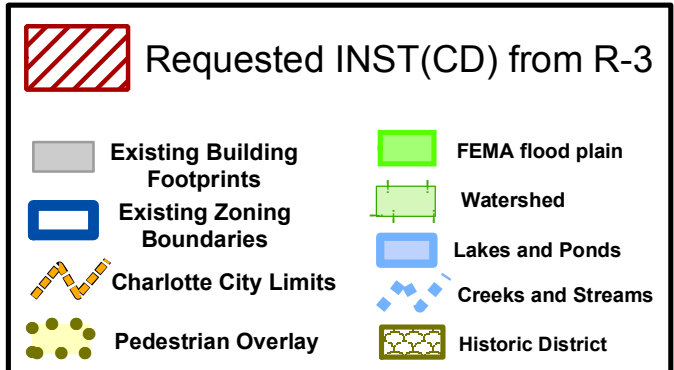 Requested INST(CD) from R-3
Existing Building
Footprints
Existing Zoning
Boundaries
Charlotte City Limits
Pedestrian Overlay
FEMA flood plain
Watershed
Lakes and Ponds
Creeks and Streams
Historic District